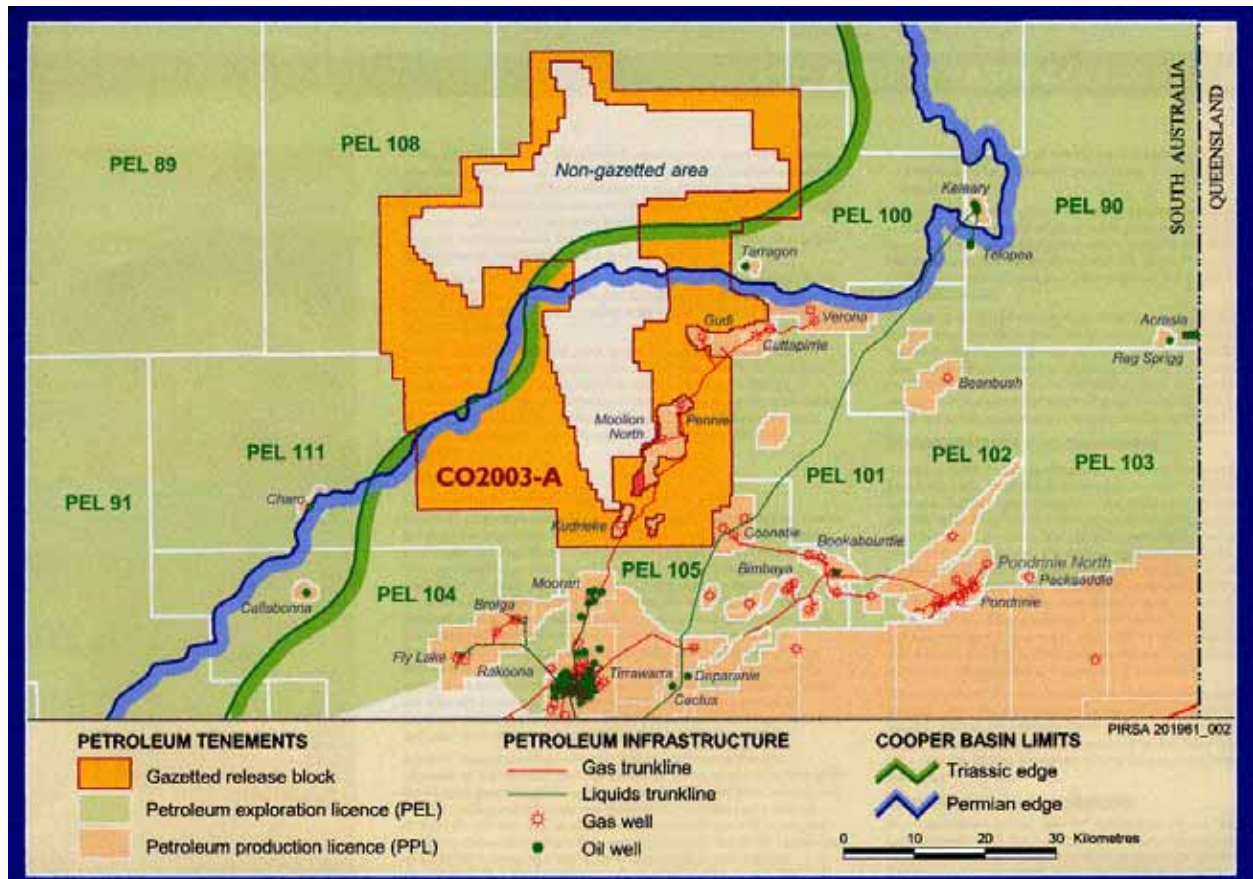 SOUTH AUSTRALIA
QUEENSLAND
PEL 89
PEL 108
Non-gazetted area
PEL 100
Keleary
PEL 90
Telopea
Tarragon
Gudi
Verona
Cuttapirrie
Acrasia
Reg Sprigg
Beanbush
Moolion
North
Pennie
PEL 111
CO2003-A
PEL 101
PEL 102
PEL 103
PEL 91
Charo
Kudrieke
Coonatie
Bookabourdie
PEL 105
Bimbaya
Pondrinie North
Packsaddle
Pondrinie
Mooran
PEL 104
Callabonna
Brolga
Fly Lake
Rakoona
Tirrawarra
Daparanie
Cactus
PIRSA 201961_002
PETROLEUM TENEMENTS
Gazetted release block
Petroleum exploration licence (PEL)
Petroleum production licence (PPL)
PETROLEUM INFRASTRUCTURE
Gas trunkline
Liquids trunkline
Gas well
Oil well
COOPER BASIN LIMITS
Triassic edge
Permian edge
0 10 20 30 Kilometres